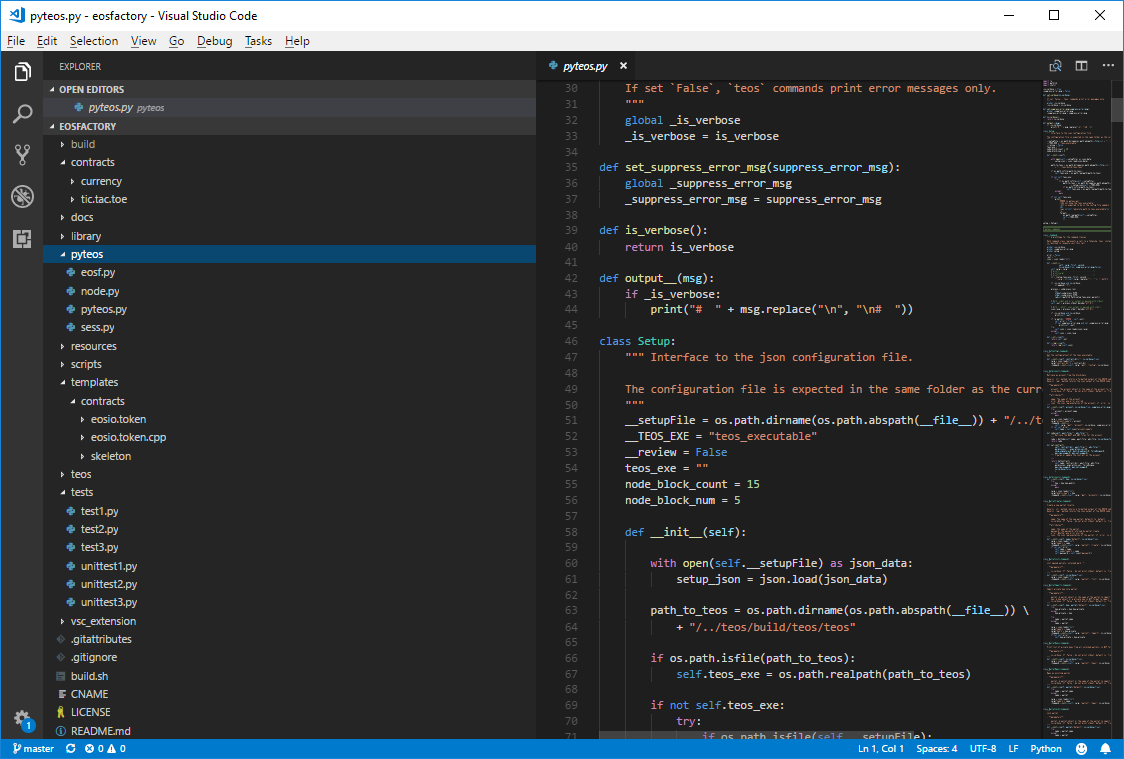 pyteos.py - eosfactory - Visual Studio Code
File Edit Selection View Go Debug Tasks Help
EXPLORER
OPEN EDITORS
pyteos.py pyteos
EOSFACTORY
build
contracts
currency
tic.tac.toe
docs
library
pyteos
eosf.py
node.py
pyteos.py
sess.py
resources
scripts
templates
contracts
eosio.token
eosio.token.cpp
skeleton
teos
tests
test1.py
test2.py
test3.py
unittest1.py
unittest2.py
unittest3.py
vsc_extension
.gitattributes
.gitignore
build.sh
CNAME
LICENSE
README.md
1
pyteos.py
30 If set `False`, `teos` commands print error messages only.
31 """
32 global _is_verbose
33 _is_verbose = is_verbose
34
35 def set_suppress_error_msg(suppress_error_msg):
36 global _suppress_error_msg
37 _suppress_error_msg = suppress_error_msg
38
39 def is_verbose():
40 return is_verbose
41
42 def output__(msg):
43 if _is_verbose:
44 print("#  " + msg.replace("\n", "\n#  "))
45
46 class Setup:
47 """ Interface to the json configuration file.
48
49 The configuration file is expected in the same folder as the curr
50 """
51 __setupFile = os.path.dirname(os.path.abspath(__file__)) + "/../t
52 __TEOS_EXE = "teos_executable"
53 __review = False
54 teos_exe = ""
55 node_block_count = 15
56 node_block_num = 5
57
58 def __init__(self):
59
60 with open(self.__setupFile) as json_data:
61 setup_json = json.load(json_data)
62
63 path_to_teos = os.path.dirname(os.path.abspath(__file__)) \
64 + "/../teos/build/teos/teos"
65
66 if os.path.isfile(path_to_teos):
67 self.teos_exe = os.path.realpath(path_to_teos)
68
69 if not self.teos_exe:
70 try:
71 if os.path.isfile(self.__setupFile):
master 0 0 Ln 1, Col 1 Spaces: 4 UTF-8 LF Python